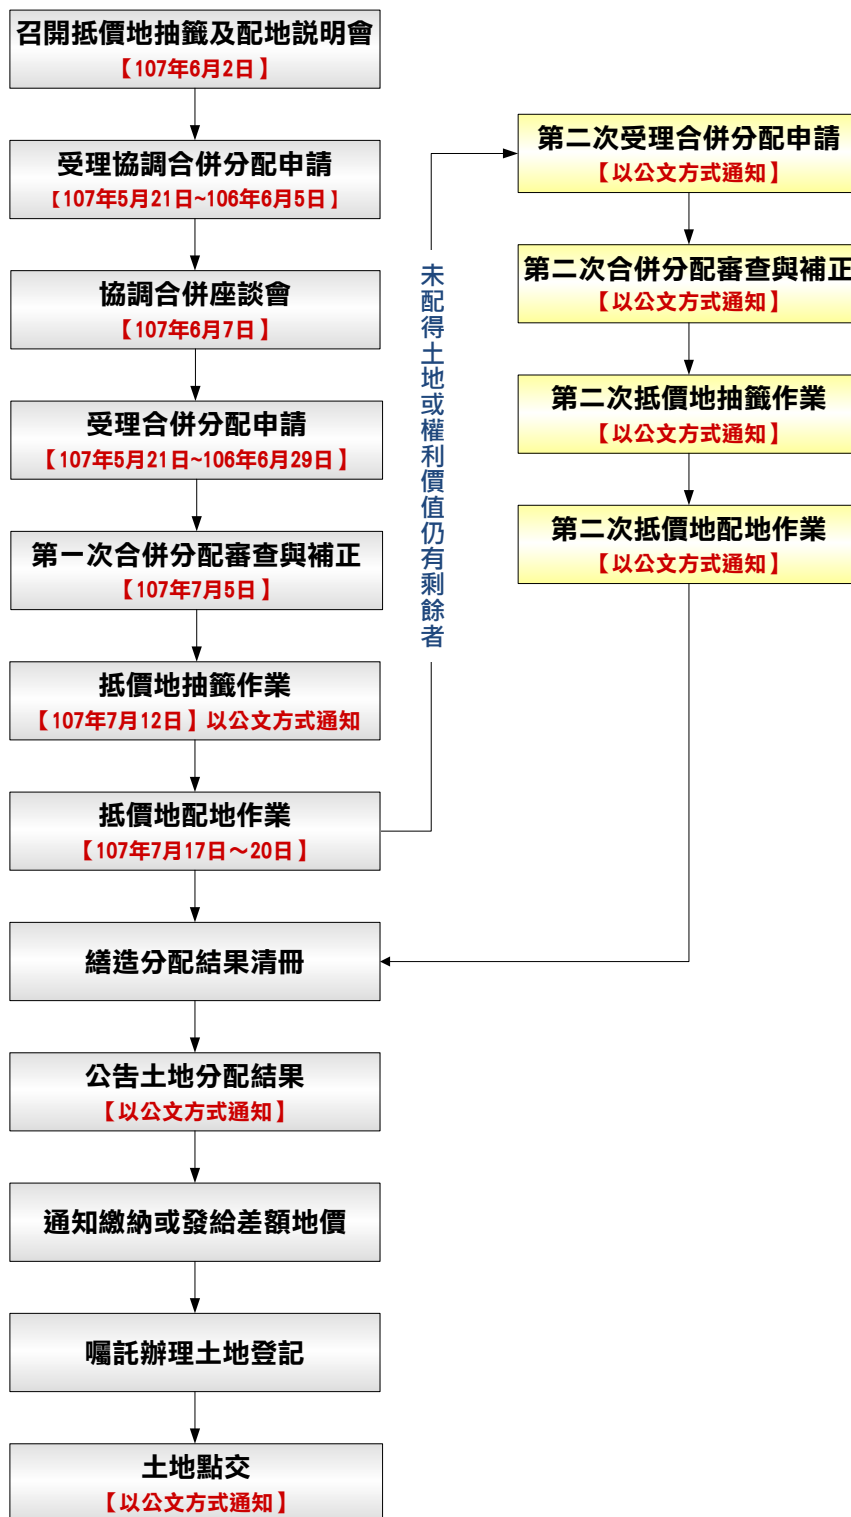 召開抵價地抽籤及配地説明會
【107年6月2日】
受理協調合併分配申請
【107年5月21日~106年6月5日】
協調合併座談會
【107年6月7日】
受理合併分配申請
【107年5月21日~106年6月29日】
第一次合併分配審查與補正
【107年7月5日】
抵價地抽籤作業
【107年7月12日】以公文方式通知
抵價地配地作業
【107年7月17日～20日】
未配得土地或權利價值仍有剩餘者
第二次受理合併分配申請
【以公文方式通知】
第二次合併分配審查與補正
【以公文方式通知】
第二次抵價地抽籤作業
【以公文方式通知】
第二次抵價地配地作業
【以公文方式通知】
繕造分配結果清冊
公告土地分配結果
【以公文方式通知】
通知繳納或發給差額地價
囑託辦理土地登記
土地點交
【以公文方式通知】